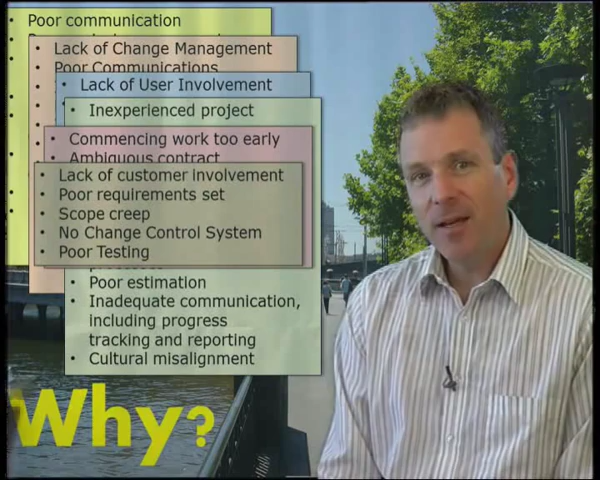 Poor communication
Lack of Change Management
Poor Communications
Lack of User Involvement
Inexperienced project
Commencing work too early
Ambiguous contract
Lack of customer involvement
Poor requirements set
Scope creep
No Change Control System
Poor Testing
Poor estimation
Inadequate communication,
including progress
tracking and reporting
Cultural misalignment
Why?